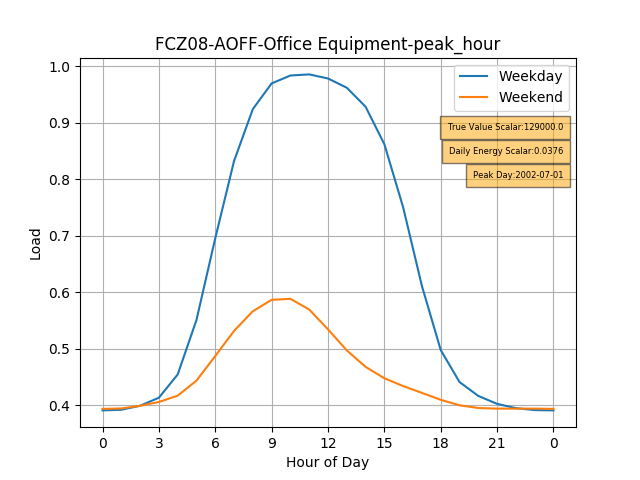 FCZ08-AOFF-Office Equipment-peak_hour
1.0
0.9
0.8
0.7
0.6
0.5
0.4
Load
Weekday
Weekend
True Value Scalar:129000.0
Daily Energy Scalar:0.0376
Peak Day:2002-07-01
0 3 6 9 12 15 18 21 0
Hour of Day